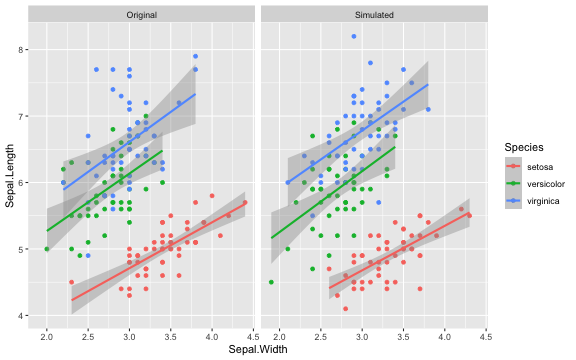 Original Simulated
Sepal.Length
8
7
6
5
4
2.0 2.5 3.0 3.5 4.0 4.5 2.0 2.5 3.0 3.5 4.0 4.5
Sepal.Width
Species
setosa
versicolor
virginica